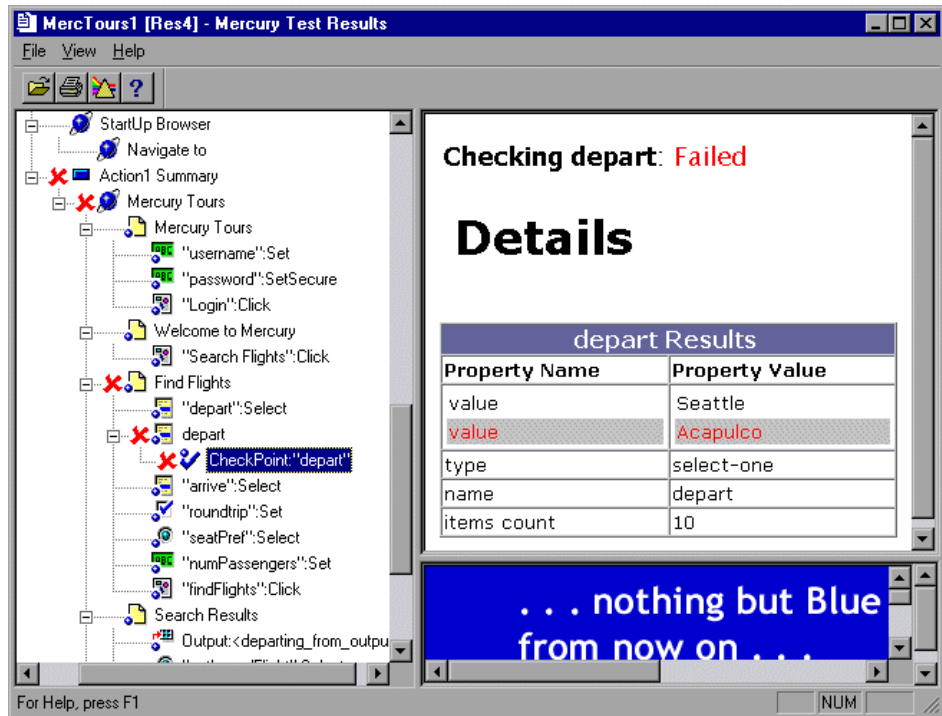 MercTours1 [Res4] - Mercury Test Results
File View Help
StartUp Browser
Navigate to
Action1 Summary
Mercury Tours
Mercury Tours
"username":Set
"password":SetSecure
"Login":Click
Welcome to Mercury
"Search Flights":Click
Find Flights
"depart":Select
depart
CheckPoint:"depart"
"arrive":Select
"roundtrip":Set
"seatPref":Select
"numPassengers":Set
"findFlights":Click
Search Results
Output:<departing_from_outpu
Checking depart: Failed
Details
depart Results
Property Name Property Value
value Seattle
value Acapulco
type select-one
name depart
items count 10
. . . nothing but Blue
from now on . . .
For Help, press F1 NUM